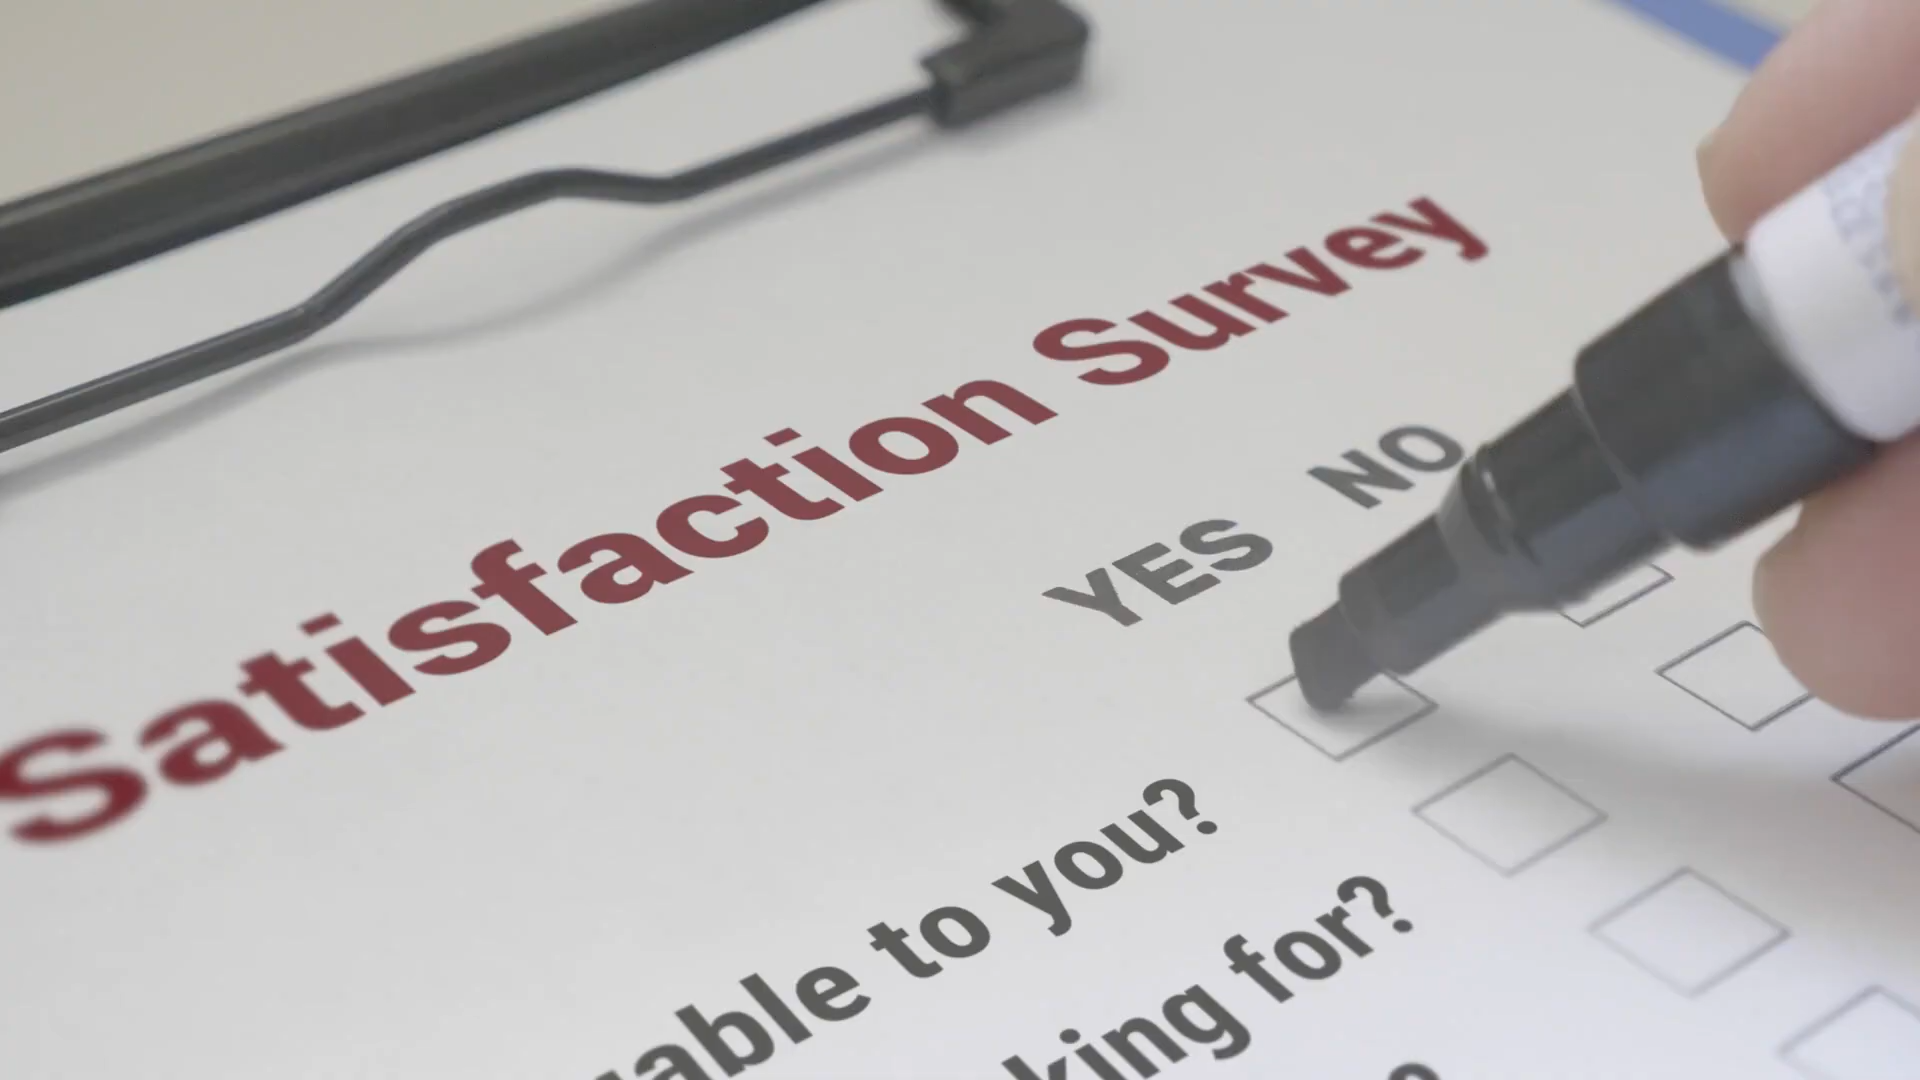 Satisfaction Survey
YES NO
able to you?
king for?
?